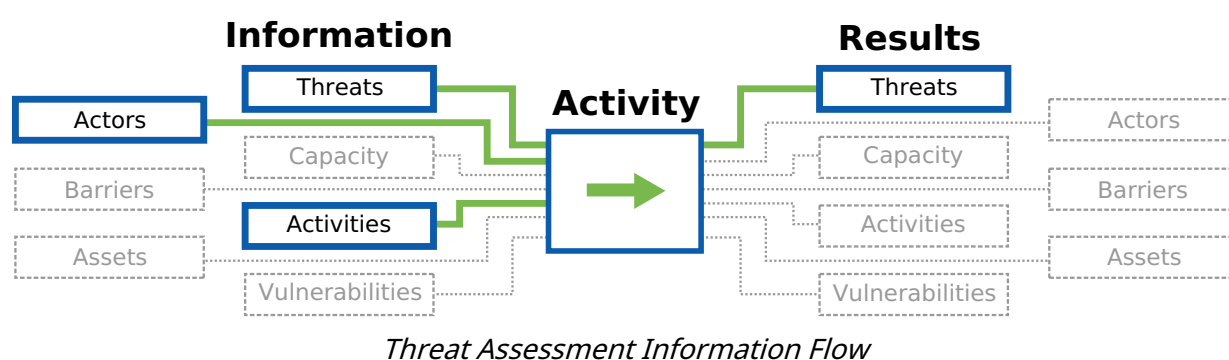 Information
Activity
Results
Threats
Actors
Capacity
Barriers
Activities
Assets
Vulnerabilities
Threats
Actors
Capacity
Barriers
Activities
Assets
Vulnerabilities
Threat Assessment Information Flow